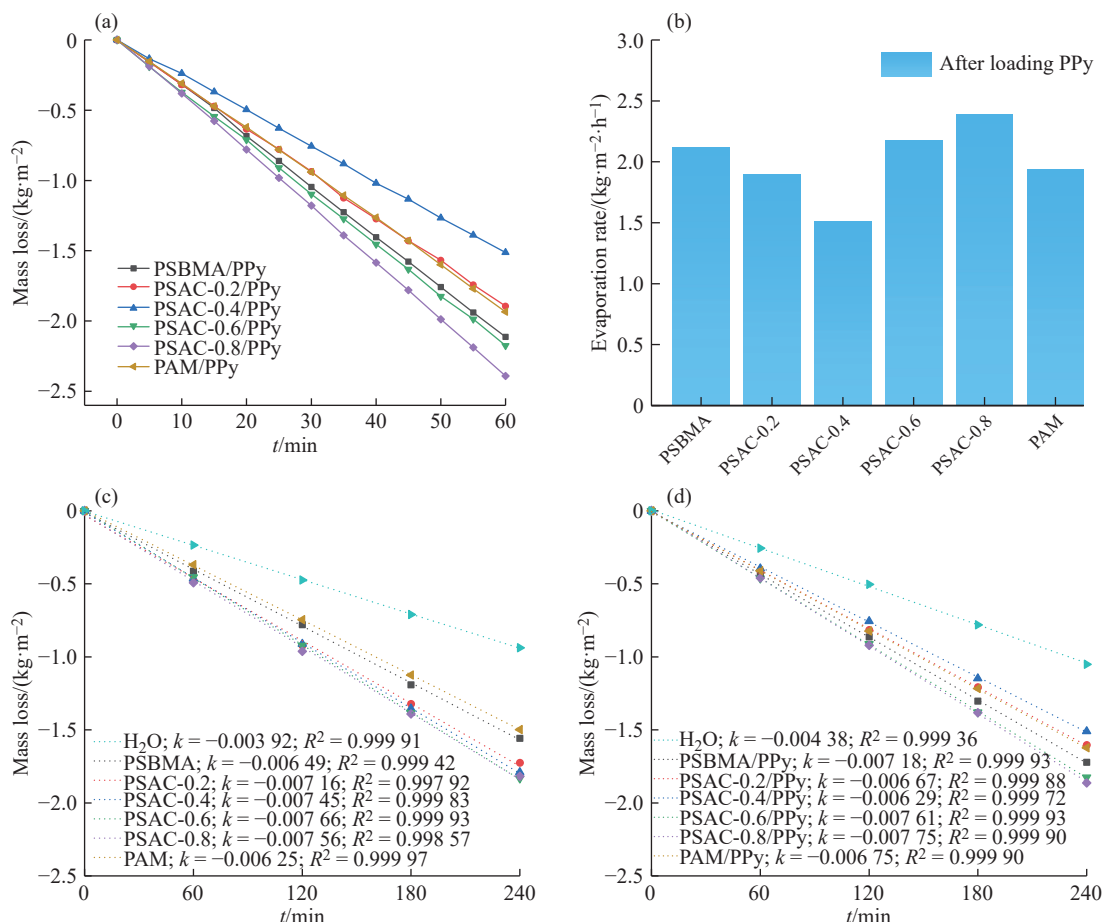 (a)
0
−0.5
−1.0
−1.5
−2.0
−2.5
Mass loss/(kg·m⁻²)
PSBMA/PPy
PSAC-0.2/PPy
PSAC-0.4/PPy
PSAC-0.6/PPy
PSAC-0.8/PPy
PAM/PPy
0 10 20 30 40 50 60
t/min
(b)
3.0
2.5
2.0
1.5
1.0
0.5
0
Evaporation rate/(kg·m⁻²·h⁻¹)
After loading PPy
PSBMA
PSAC-0.2
PSAC-0.4
PSAC-0.6
PSAC-0.8
PAM
(c)
0
−0.5
−1.0
−1.5
−2.0
−2.5
Mass loss/(kg·m⁻²)
H₂O; k = −0.003 92; R² = 0.999 91
PSBMA; k = −0.006 49; R² = 0.999 42
PSAC-0.2; k = −0.007 16; R² = 0.997 92
PSAC-0.4; k = −0.007 45; R² = 0.999 83
PSAC-0.6; k = −0.007 66; R² = 0.999 93
PSAC-0.8; k = −0.007 56; R² = 0.998 57
PAM; k = −0.006 25; R² = 0.999 97
0 60 120 180 240
t/min
(d)
0
−0.5
−1.0
−1.5
−2.0
−2.5
Mass loss/(kg·m⁻²)
H₂O; k = −0.004 38; R² = 0.999 36
PSBMA/PPy; k = −0.007 18; R² = 0.999 93
PSAC-0.2/PPy; k = −0.006 67; R² = 0.999 88
PSAC-0.4/PPy; k = −0.006 29; R² = 0.999 72
PSAC-0.6/PPy; k = −0.007 61; R² = 0.999 93
PSAC-0.8/PPy; k = −0.007 75; R² = 0.999 90
PAM/PPy; k = −0.006 75; R² = 0.999 90
0 60 120 180 240
t/min